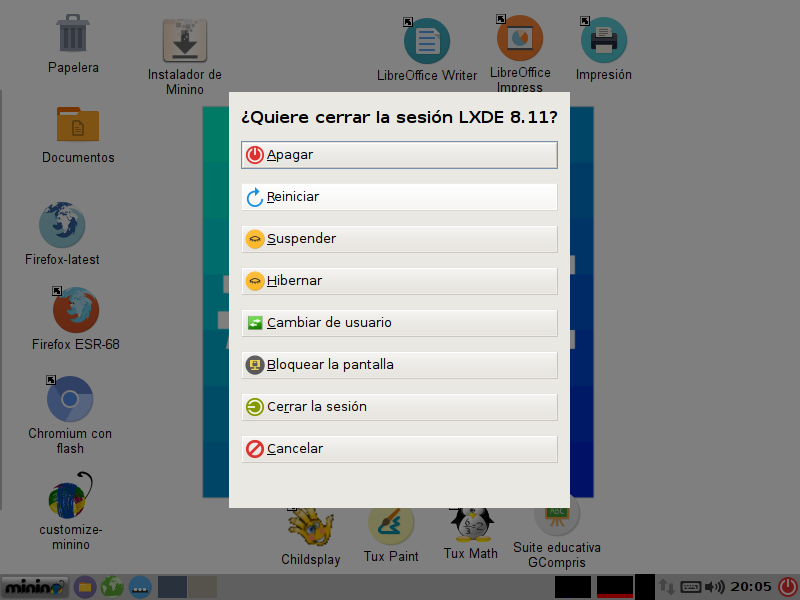 Papelera
Instalador de
Minino
LibreOffice Writer
LibreOffice
Impress
Impresión
Documentos
Firefox-latest
Firefox ESR-68
Chromium con
flash
customize-
minino
¿Quiere cerrar la sesión LXDE 8.11?
Apagar
Reiniciar
Suspender
Hibernar
Cambiar de usuario
Bloquear la pantalla
Cerrar la sesión
Cancelar
Childsplay
Tux Paint
Tux Math
Suite educativa
GCompris
minino
20:05